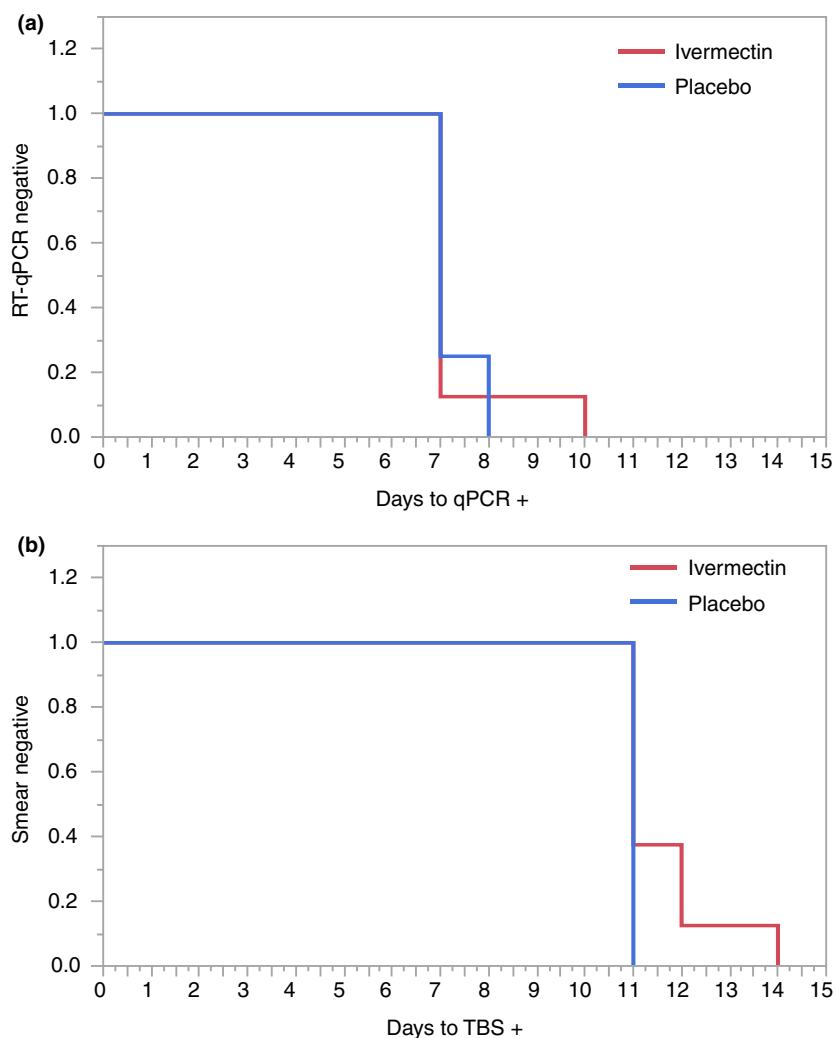 (a)
1.2
1.0
0.8
0.6
0.4
0.2
0.0
RT-qPCR negative
Ivermectin
Placebo
0 1 2 3 4 5 6 7 8 9 10 11 12 13 14 15
Days to qPCR +
(b)
1.2
1.0
0.8
0.6
0.4
0.2
0.0
Smear negative
Ivermectin
Placebo
0 1 2 3 4 5 6 7 8 9 10 11 12 13 14 15
Days to TBS +